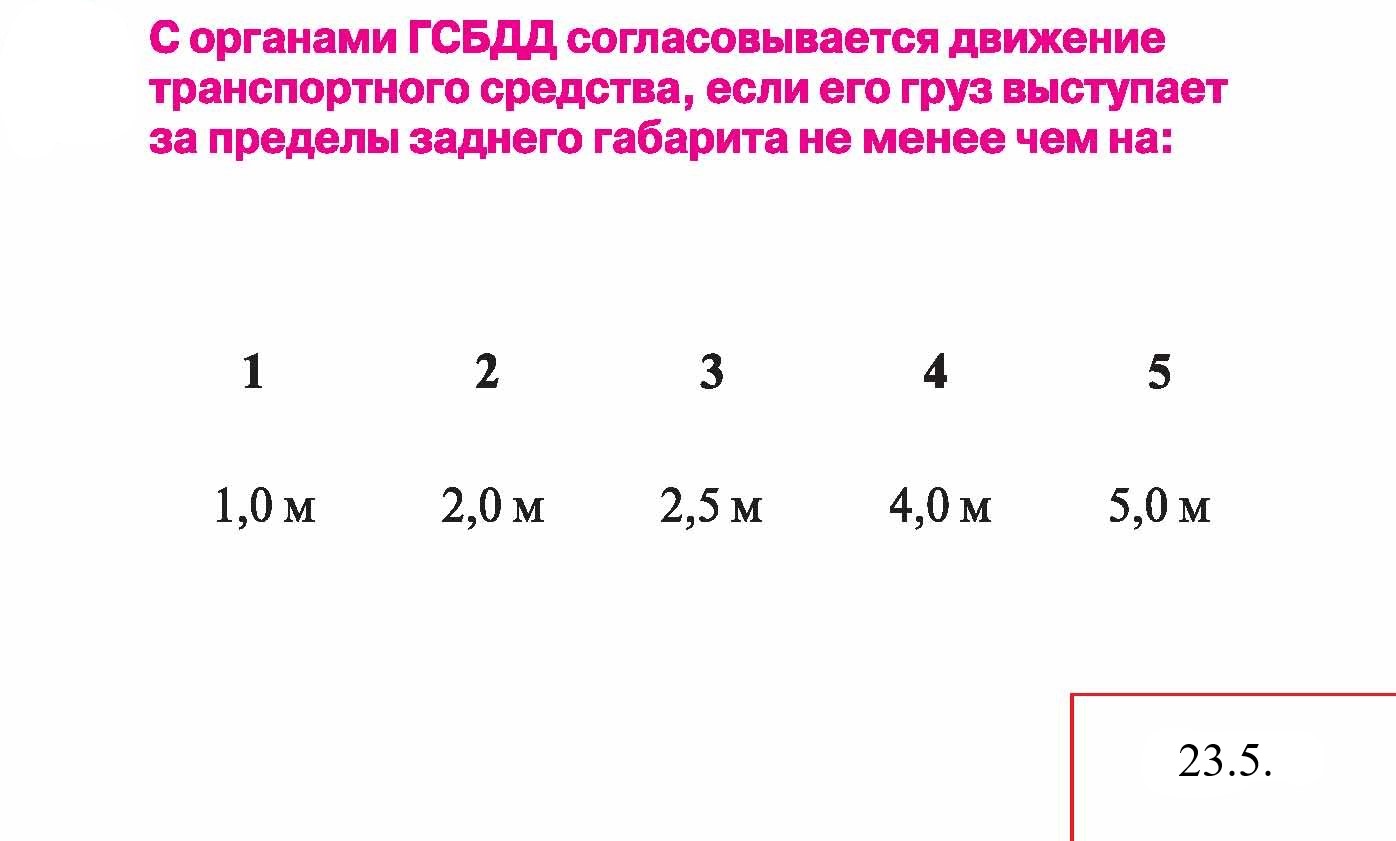 С органами ГСБДД согласовывается движение
транспортного средства, если его груз выступает
за пределы заднего габарита не менее чем на:
1 2 3 4 5
1,0 м 2,0 м 2,5 м 4,0 м 5,0 м
23.5.